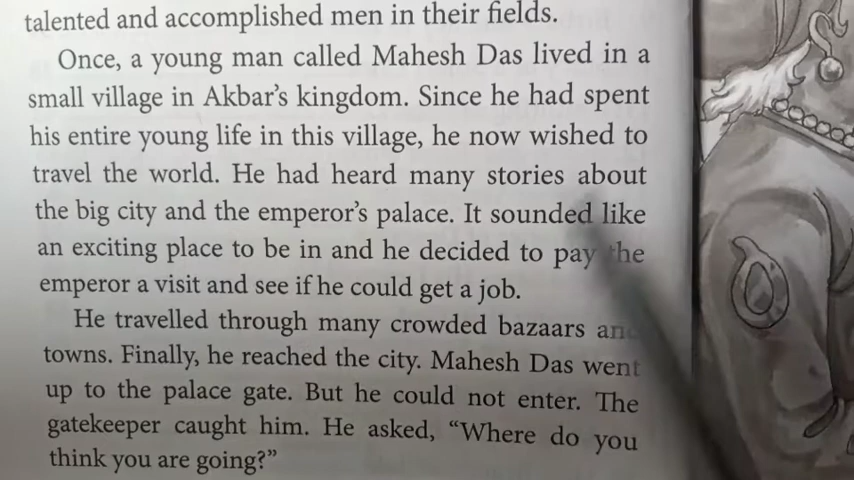 talented and accomplished men in their fields.
Once, a young man called Mahesh Das lived in a
small village in Akbar's kingdom. Since he had spent
his entire young life in this village, he now wished to
travel the world. He had heard many stories about
the big city and the emperor's palace. It sounded like
an exciting place to be in and he decided to pay the
emperor a visit and see if he could get a job.
He travelled through many crowded bazaars and
towns. Finally, he reached the city. Mahesh Das went
up to the palace gate. But he could not enter. The
gatekeeper caught him. He asked, “Where do you
think you are going?”